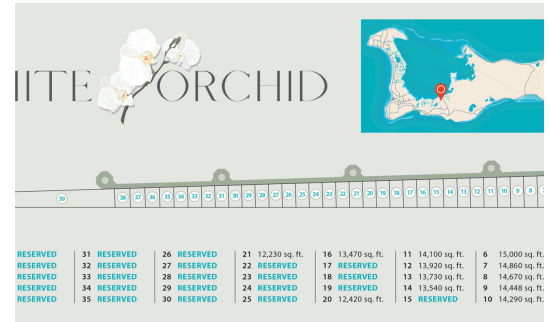 ITE ORCHID
39 38 37 36 35 34 33 32 31 30 29 28 27 26 25 24 23 22 21 20 19 18 17 16 15 14 13 12 11 10 9 8
RESERVED 31 RESERVED 26 RESERVED 21 12,230 sq. ft. 16 13,470 sq. ft. 11 14,100 sq. ft. 6 15,000 sq. ft.
RESERVED 32 RESERVED 27 RESERVED 22 RESERVED 17 RESERVED 12 13,920 sq. ft. 7 14,860 sq. ft.
RESERVED 33 RESERVED 28 RESERVED 23 RESERVED 18 RESERVED 13 13,730 sq. ft. 8 14,670 sq. ft.
RESERVED 34 RESERVED 29 RESERVED 24 RESERVED 19 RESERVED 14 13,540 sq. ft. 9 14,448 sq. ft.
RESERVED 35 RESERVED 30 RESERVED 25 RESERVED 20 12,420 sq. ft. 15 RESERVED 10 14,290 sq. ft.